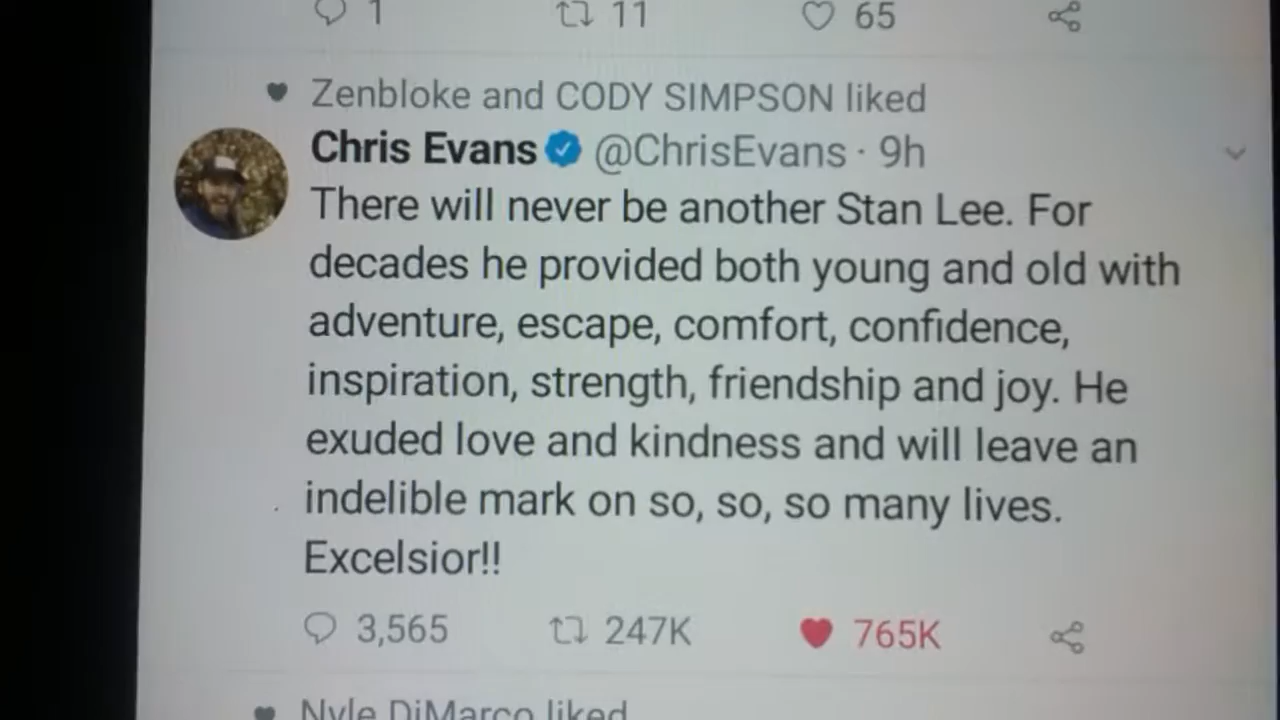 1 11 65
Zenbloke and CODY SIMPSON liked
Chris Evans @ChrisEvans · 9h
There will never be another Stan Lee. For
decades he provided both young and old with
adventure, escape, comfort, confidence,
inspiration, strength, friendship and joy. He
exuded love and kindness and will leave an
indelible mark on so, so, so many lives.
Excelsior!!
3,565 247K 765K
Nyle DiMarco liked